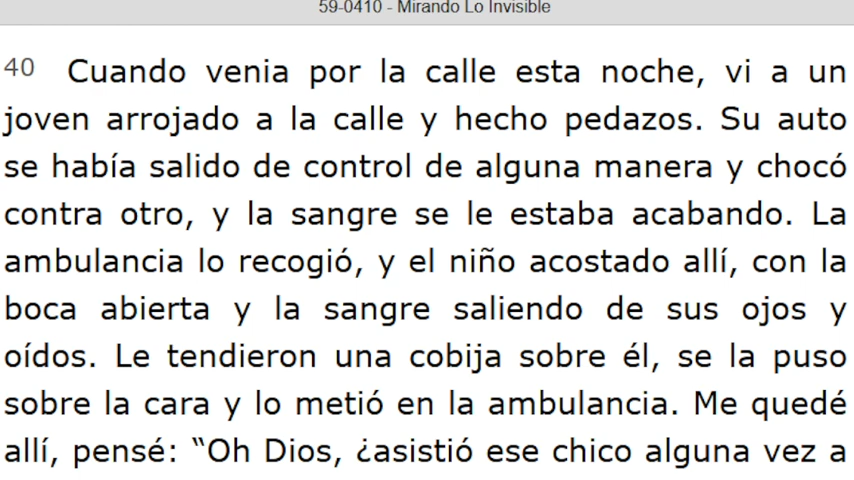 59-0410 - Mirando Lo Invisible
40 Cuando venia por la calle esta noche, vi a un
joven arrojado a la calle y hecho pedazos. Su auto
se había salido de control de alguna manera y chocó
contra otro, y la sangre se le estaba acabando. La
ambulancia lo recogió, y el niño acostado allí, con la
boca abierta y la sangre saliendo de sus ojos y
oídos. Le tendieron una cobija sobre él, se la puso
sobre la cara y lo metió en la ambulancia. Me quedé
allí, pensé: “Oh Dios, ¿asistió ese chico alguna vez a